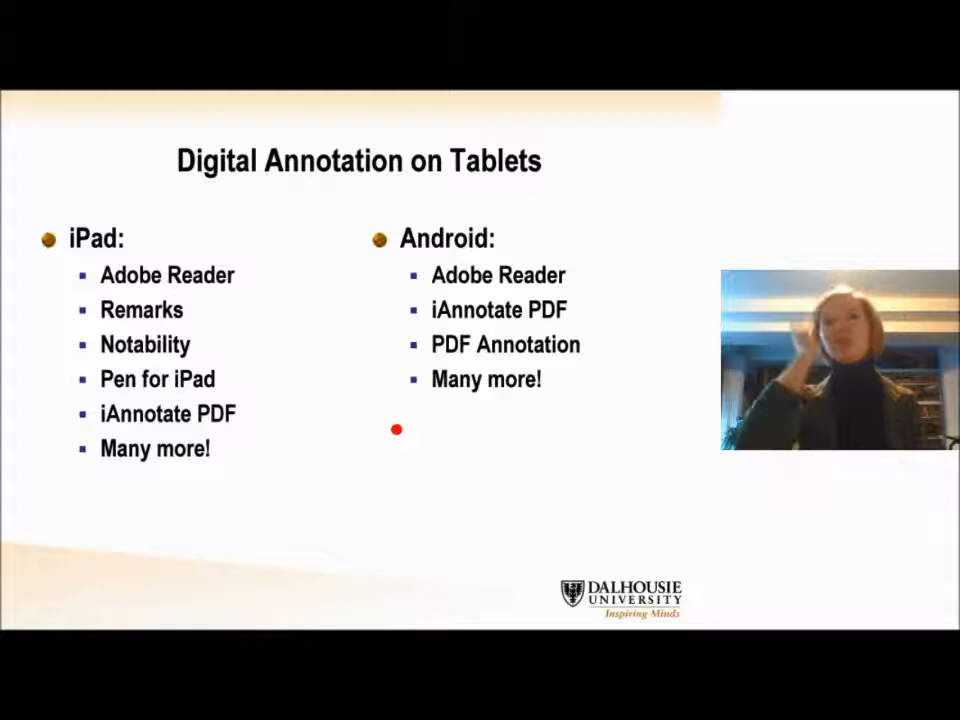 Digital Annotation on Tablets
iPad:
Adobe Reader
Remarks
Notability
Pen for iPad
iAnnotate PDF
Many more!
Android:
Adobe Reader
iAnnotate PDF
PDF Annotation
Many more!
DALHOUSIE
UNIVERSITY
Inspiring Minds